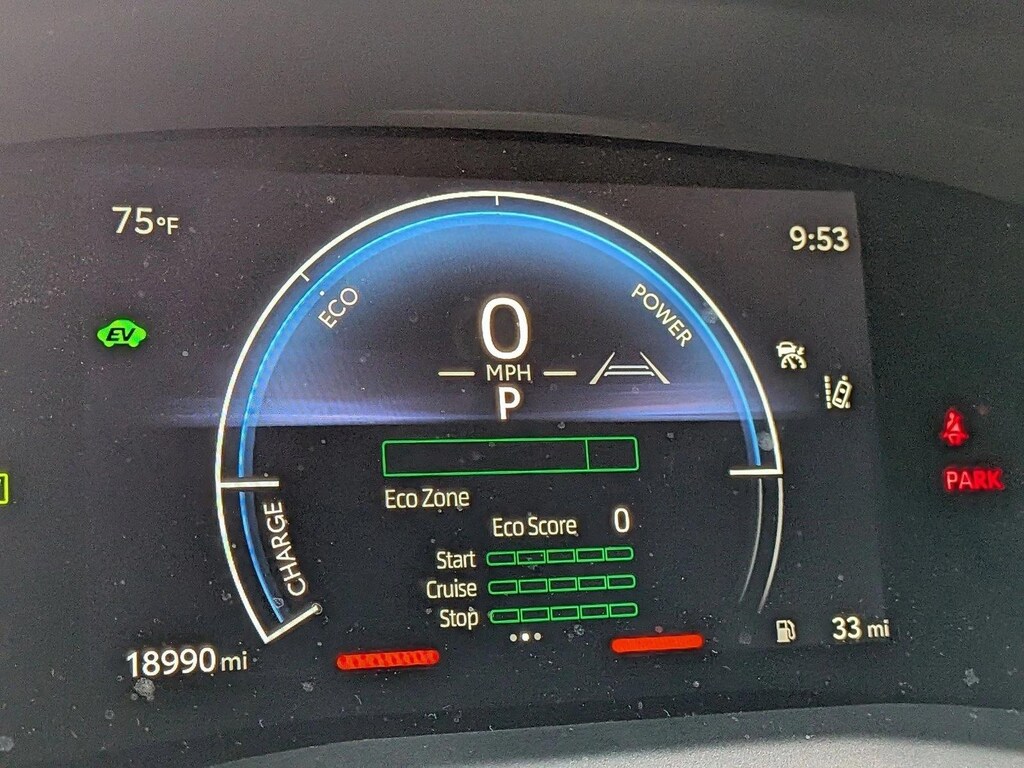 75°F
9:53
ECO
POWER
EV
0
MPH
P
PARK
Eco Zone
CHARGE
Eco Score 0
Start
Cruise
Stop
18990 mi
33 mi